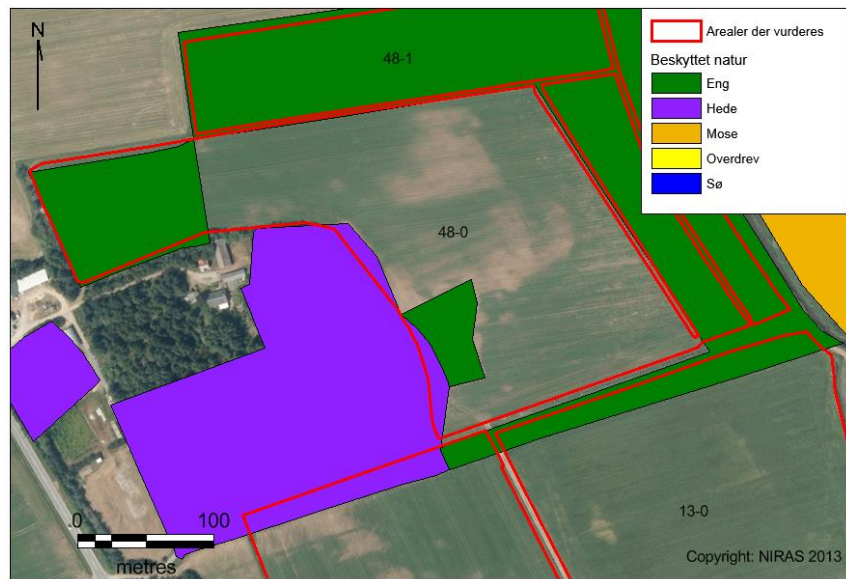 N
48-1
48-0
13-0
0 100
metres
Arealer der vurderes
Beskyttet natur
Eng
Hede
Mose
Overdrev
Sø
Copyright: NIRAS 2013